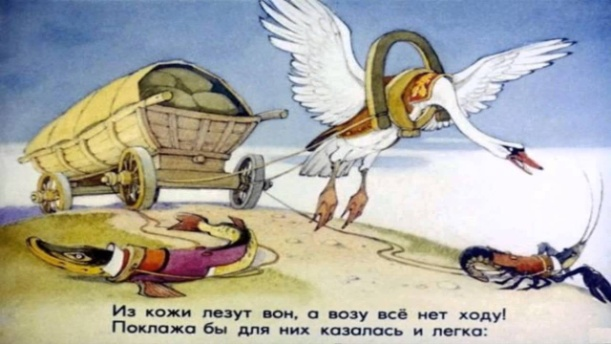 Из кожи лезут вон, а возу всё нет ходу!
Поклажа бы для них казалась и легка: